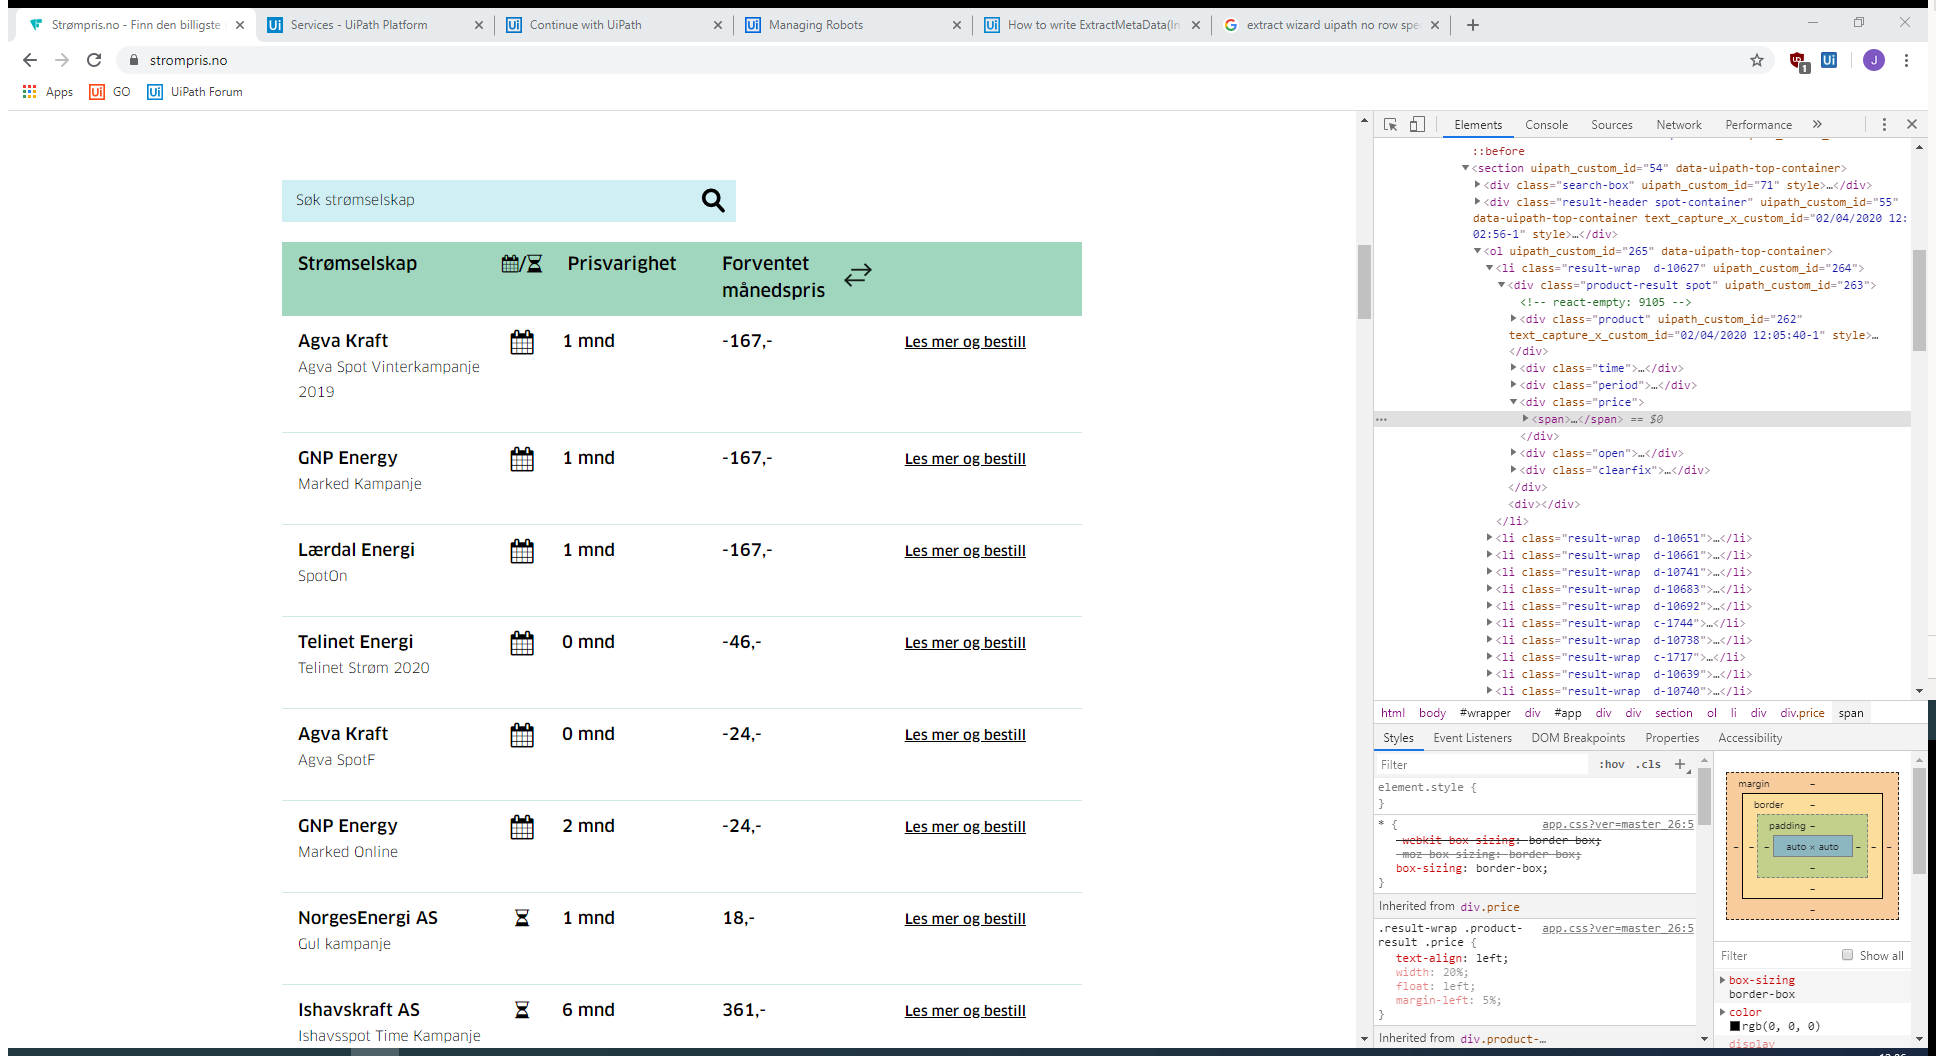 Strømpris.no - Finn den billigste
Services - UiPath Platform
Continue with UiPath
Managing Robots
How to write ExtractMetaData(In
extract wizard uipath no row spe
strompris.no
1
J
Apps
GO
UiPath Forum
Søk strømselskap
Strømselskap
/
Prisvarighet
Forventet
månedspris
Agva Kraft
1 mnd
-167,-
Les mer og bestill
Agva Spot Vinterkampanje
2019
GNP Energy
1 mnd
-167,-
Les mer og bestill
Marked Kampanje
Lærdal Energi
1 mnd
-167,-
Les mer og bestill
SpotOn
Telinet Energi
0 mnd
-46,-
Les mer og bestill
Telinet Strøm 2020
Agva Kraft
0 mnd
-24,-
Les mer og bestill
Agva SpotF
GNP Energy
2 mnd
-24,-
Les mer og bestill
Marked Online
NorgesEnergi AS
1 mnd
18,-
Les mer og bestill
Gul kampanje
Ishavskraft AS
6 mnd
361,-
Les mer og bestill
Ishavsspot Time Kampanje
Elements Console Sources Network Performance »
::before
<section uipath_custom_id="54" data-uipath-top-container>
<div class="search-box" uipath_custom_id="71" style>…</div>
<div class="result-header spot-container" uipath_custom_id="55"
data-uipath-top-container text_capture_x_custom_id="02/04/2020 12:
02:56-1" style>…</div>
<ol uipath_custom_id="265" data-uipath-top-container>
<li class="result-wrap  d-10627" uipath_custom_id="264">
<div class="product-result spot" uipath_custom_id="263">
<!-- react-empty: 9105 -->
<div class="product" uipath_custom_id="262"
text_capture_x_custom_id="02/04/2020 12:05:40-1" style>…
</div>
<div class="time">…</div>
<div class="period">…</div>
<div class="price">
<span>…</span> == $0
</div>
<div class="open">…</div>
<div class="clearfix">…</div>
</div>
<div></div>
</li>
<li class="result-wrap  d-10651">…</li>
<li class="result-wrap  d-10661">…</li>
<li class="result-wrap  d-10741">…</li>
<li class="result-wrap  d-10683">…</li>
<li class="result-wrap  d-10692">…</li>
<li class="result-wrap  c-1744">…</li>
<li class="result-wrap  d-10738">…</li>
<li class="result-wrap  c-1717">…</li>
<li class="result-wrap  d-10639">…</li>
<li class="result-wrap  d-10740">…</li>
html body #wrapper div #app div div section ol li div div.price span
Styles Event Listeners DOM Breakpoints Properties Accessibility
Filter
:hov .cls +
element.style {
}
* {
app.css?ver=master_26:5
-webkit-box-sizing: border-box;
-moz-box-sizing: border-box;
box-sizing: border-box;
}
Inherited from div.price
.result-wrap .product-
app.css?ver=master_26:5
result .price {
text-align: left;
width: 20%;
float: left;
margin-left: 5%;
}
Inherited from div.product-…
margin –
border –
padding –
– – – auto × auto – – –
–
–
–
Filter
Show all
box-sizing
border-box
color
rgb(0, 0, 0)
display